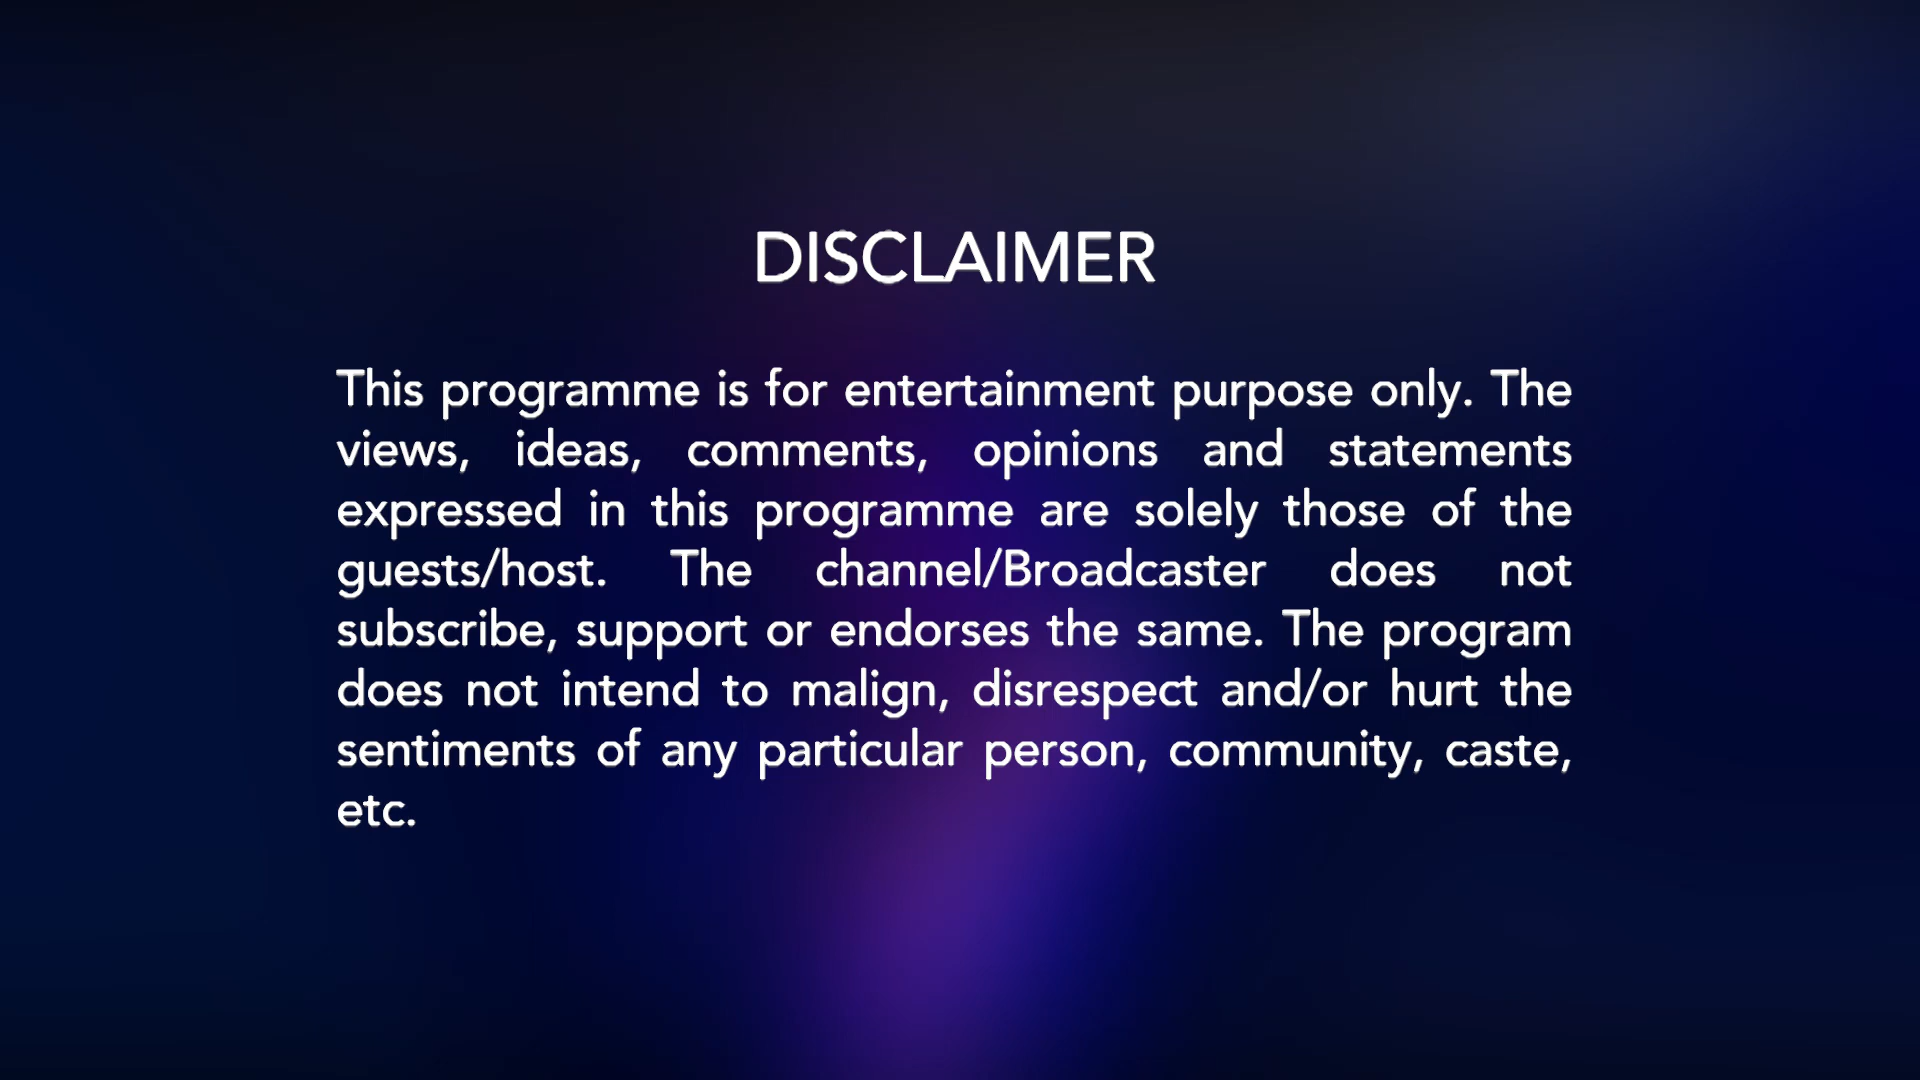 DISCLAIMER
This programme is for entertainment purpose only. The
views, ideas, comments, opinions and statements
expressed in this programme are solely those of the
guests/host. The channel/Broadcaster does not
subscribe, support or endorses the same. The program
does not intend to malign, disrespect and/or hurt the
sentiments of any particular person, community, caste,
etc.